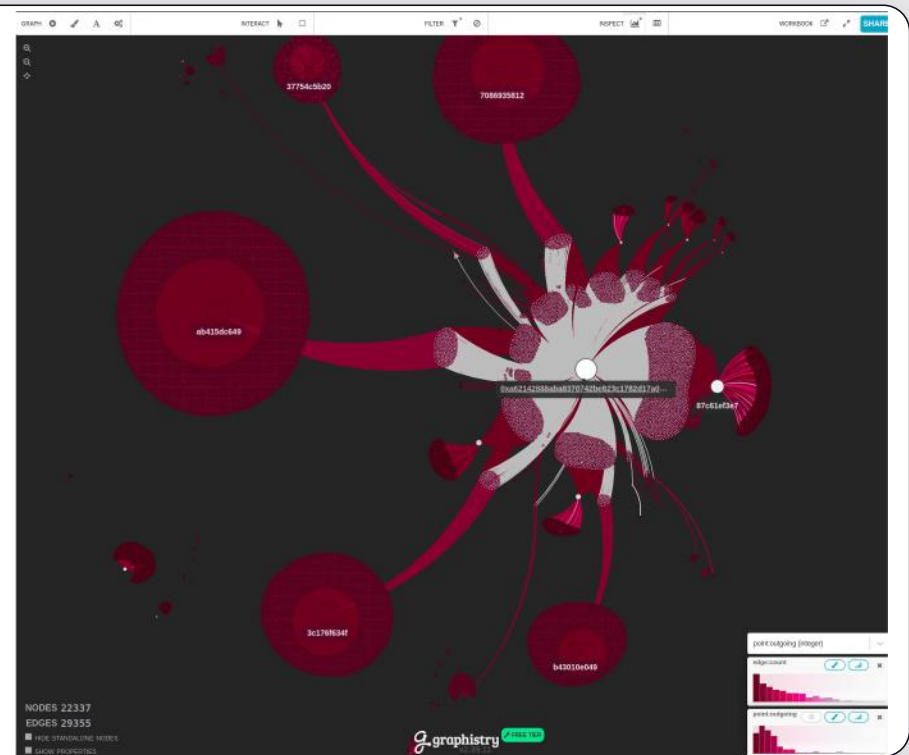 GRAPH
INTERACT
FILTER
INSPECT
WORKBOOK
SHARE
37754c5b20
7086935812
ab415dc649
87c61ef3e7
3c176f634f
b43010e049
point:outgoing (integer)
edge:count
point:outgoing
NODES 22337
EDGES 29355
HIDE STANDALONE NODES
SHOW PROPERTIES
graphistry FREE TIER